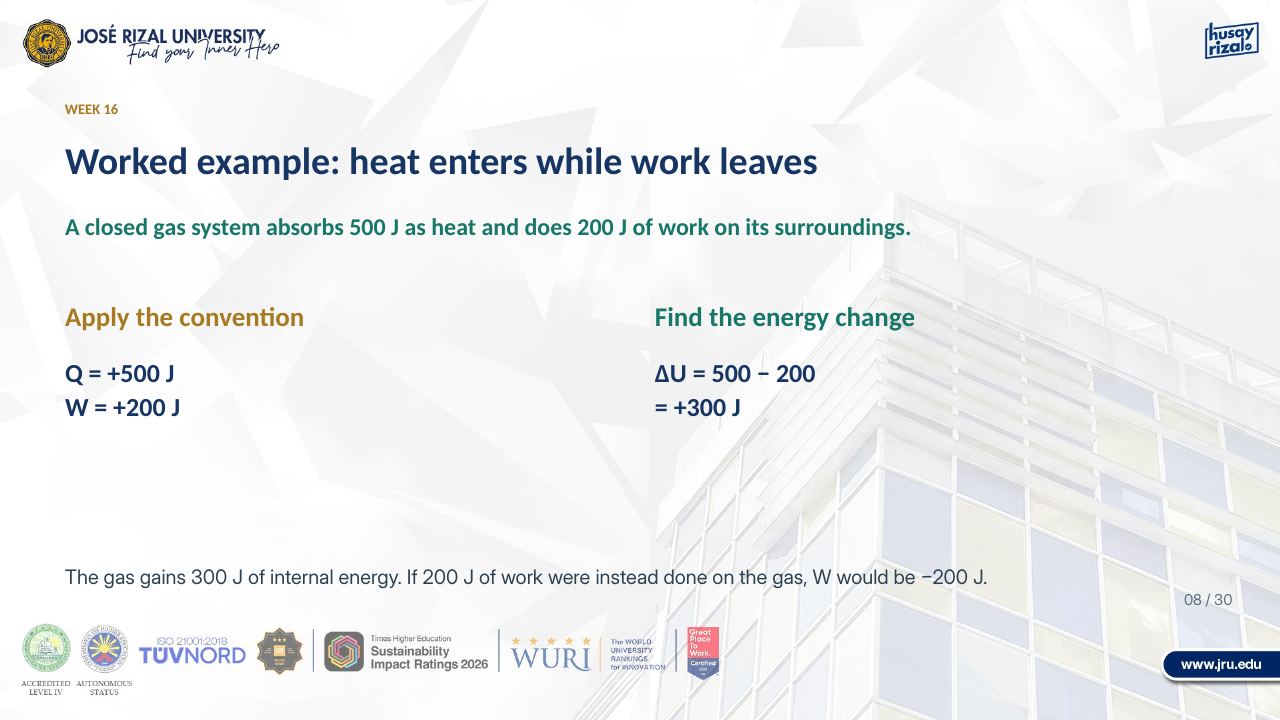 JOSÉ RIZAL UNIVERSITY
Find your Inner Hero
husay
rizal
WEEK 16
Worked example: heat enters while work leaves
A closed gas system absorbs 500 J as heat and does 200 J of work on its surroundings.
Apply the convention
Q = +500 J
W = +200 J
Find the energy change
ΔU = 500 − 200
= +300 J
The gas gains 300 J of internal energy. If 200 J of work were instead done on the gas, W would be −200 J.
08 / 30
ACCREDITED
LEVEL IV
AUTONOMOUS
STATUS
ISO 21001:2018
TÜVNORD
Times Higher Education
Sustainability
Impact Ratings 2026
WURI
The WORLD
UNIVERSITY
RANKINGS
for INNOVATION
Great
Place
To
Work.
Certified
www.jru.edu